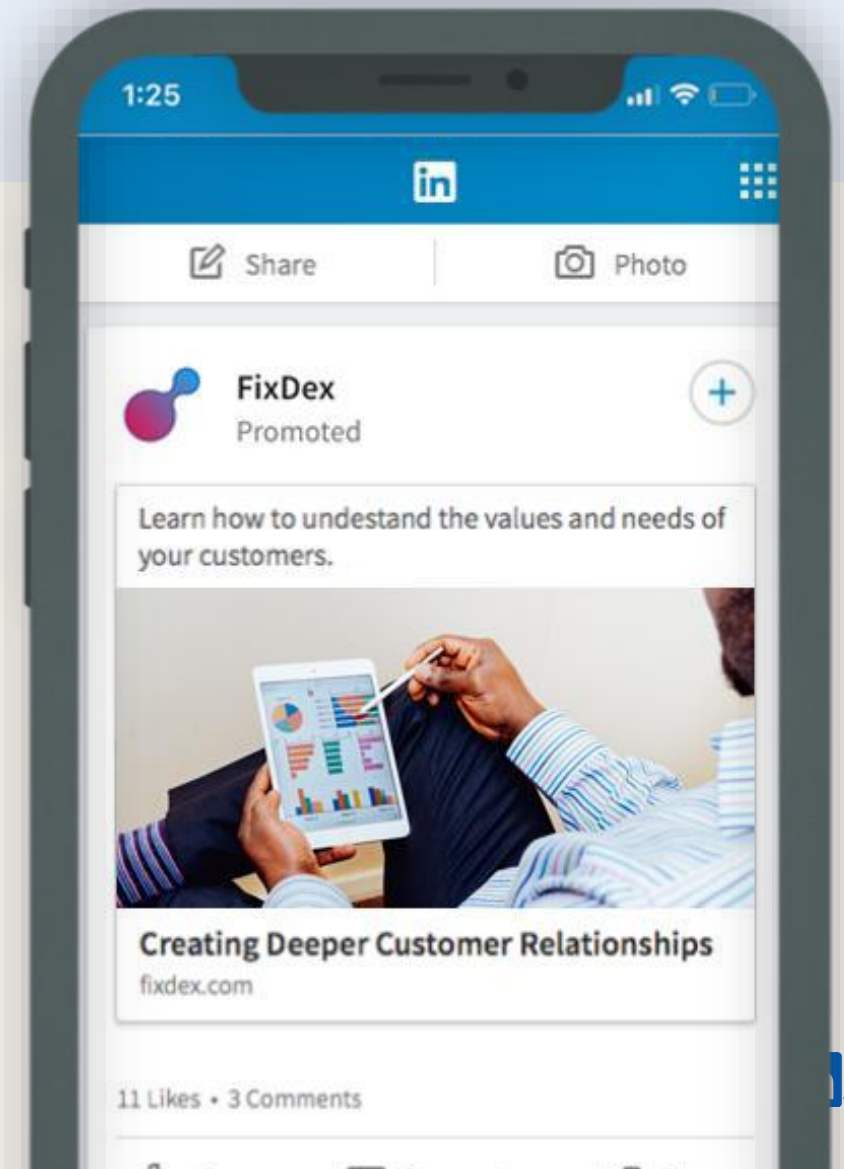 1:25
in
Share
Photo
FixDex
Promoted
Learn how to undestand the values and needs of
your customers.
Creating Deeper Customer Relationships
fixdex.com
11 Likes • 3 Comments